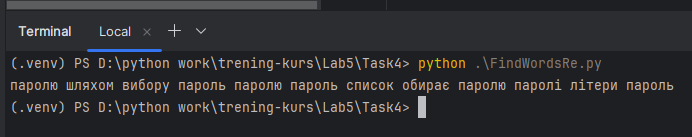 Terminal Local × + ∨
(.venv) PS D:\python work\trening-kurs\Lab5\Task4> python .\FindWordsRe.py
паролю шляхом вибору пароль паролю пароль список обирає паролю паролі літери пароль
(.venv) PS D:\python work\trening-kurs\Lab5\Task4>